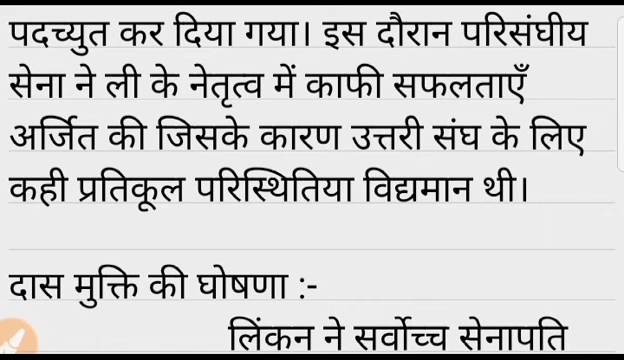 पदच्युत कर दिया गया। इस दौरान परिसंघीय
सेना ने ली के नेतृत्व में काफी सफलताएँ
अर्जित की जिसके कारण उत्तरी संघ के लिए
कही प्रतिकूल परिस्थितिया विद्यमान थी।
दास मुक्ति की घोषणा :-
लिंकन ने सर्वोच्च सेनापति